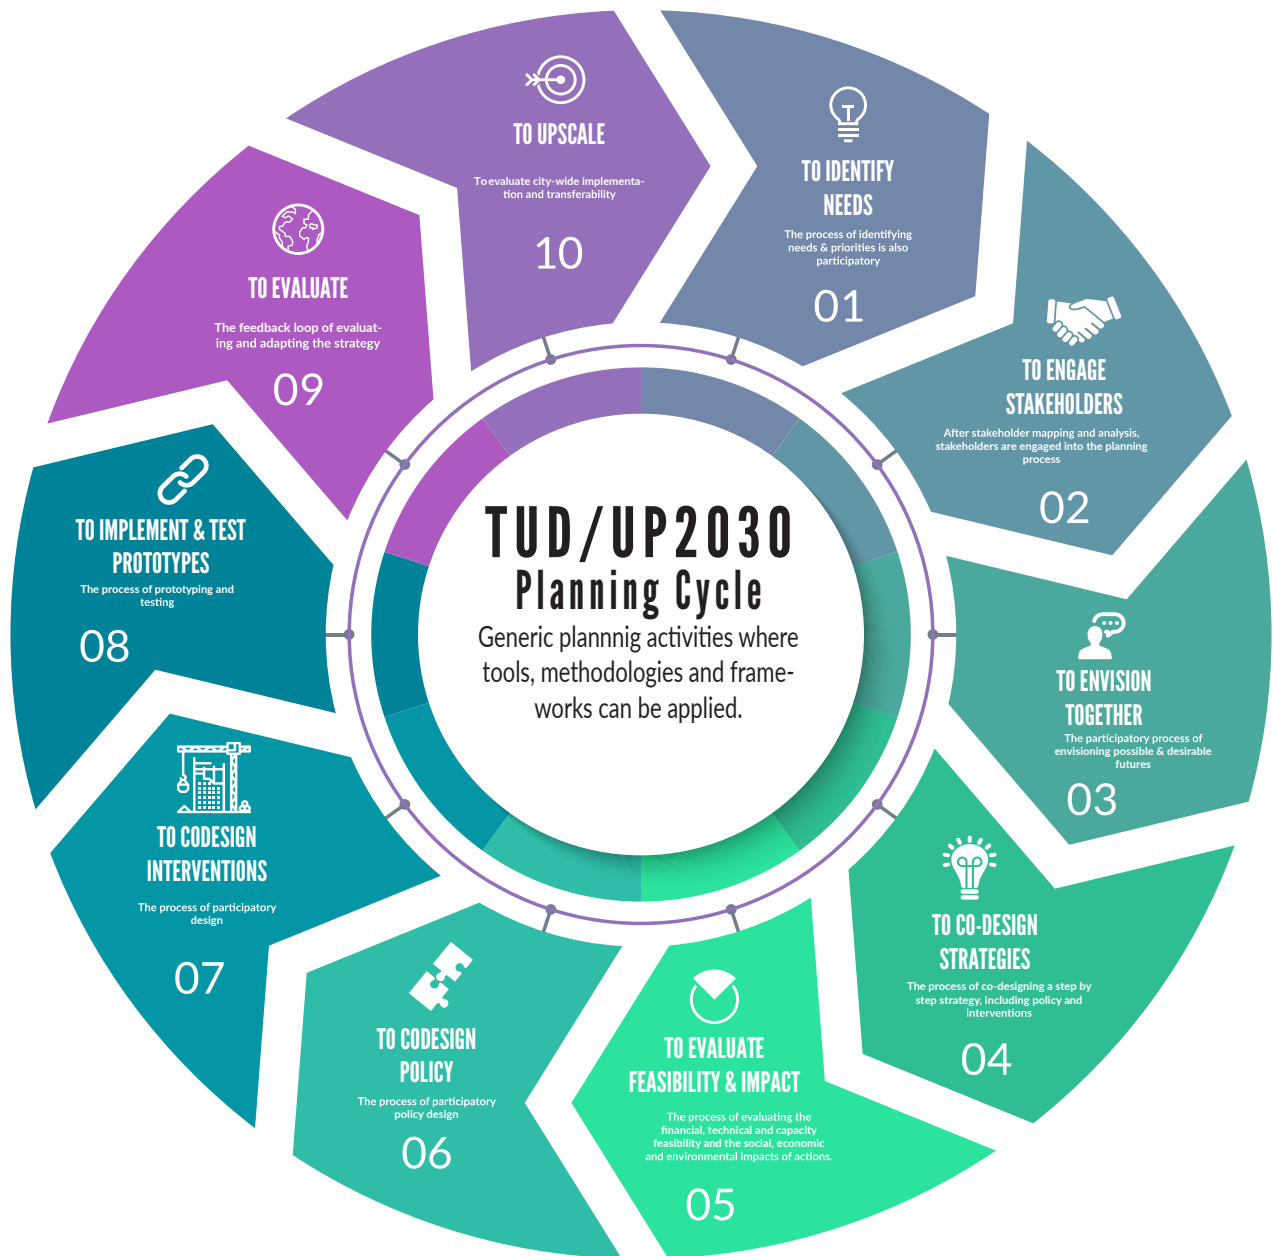 TUD/UP2030
Planning Cycle
Generic plannnig activities where
tools, methodologies and frame-
works can be applied.
TO IDENTIFY
NEEDS
The process of identifying
needs & priorities is also
participatory
01
TO ENGAGE
STAKEHOLDERS
After stakeholder mapping and analysis,
stakeholders are engaged into the planning
process
02
TO ENVISION
TOGETHER
The participatory process of
envisioning possible & desirable
futures
03
TO CO-DESIGN
STRATEGIES
The process of co-designing a step by
step strategy, including policy and
interventions
04
TO EVALUATE
FEASIBILITY & IMPACT
The process of evaluating the
financial, technical and capacity
feasibility and the social, economic
and environmental impacts of actions.
05
TO CODESIGN
POLICY
The process of participatory
policy design
06
TO CODESIGN
INTERVENTIONS
The process of participatory
design
07
TO IMPLEMENT & TEST
PROTOTYPES
The process of prototyping and
testing
08
TO EVALUATE
The feedback loop of evaluat-
ing and adapting the strategy
09
TO UPSCALE
To evaluate city-wide implementa-
tion and transferability
10